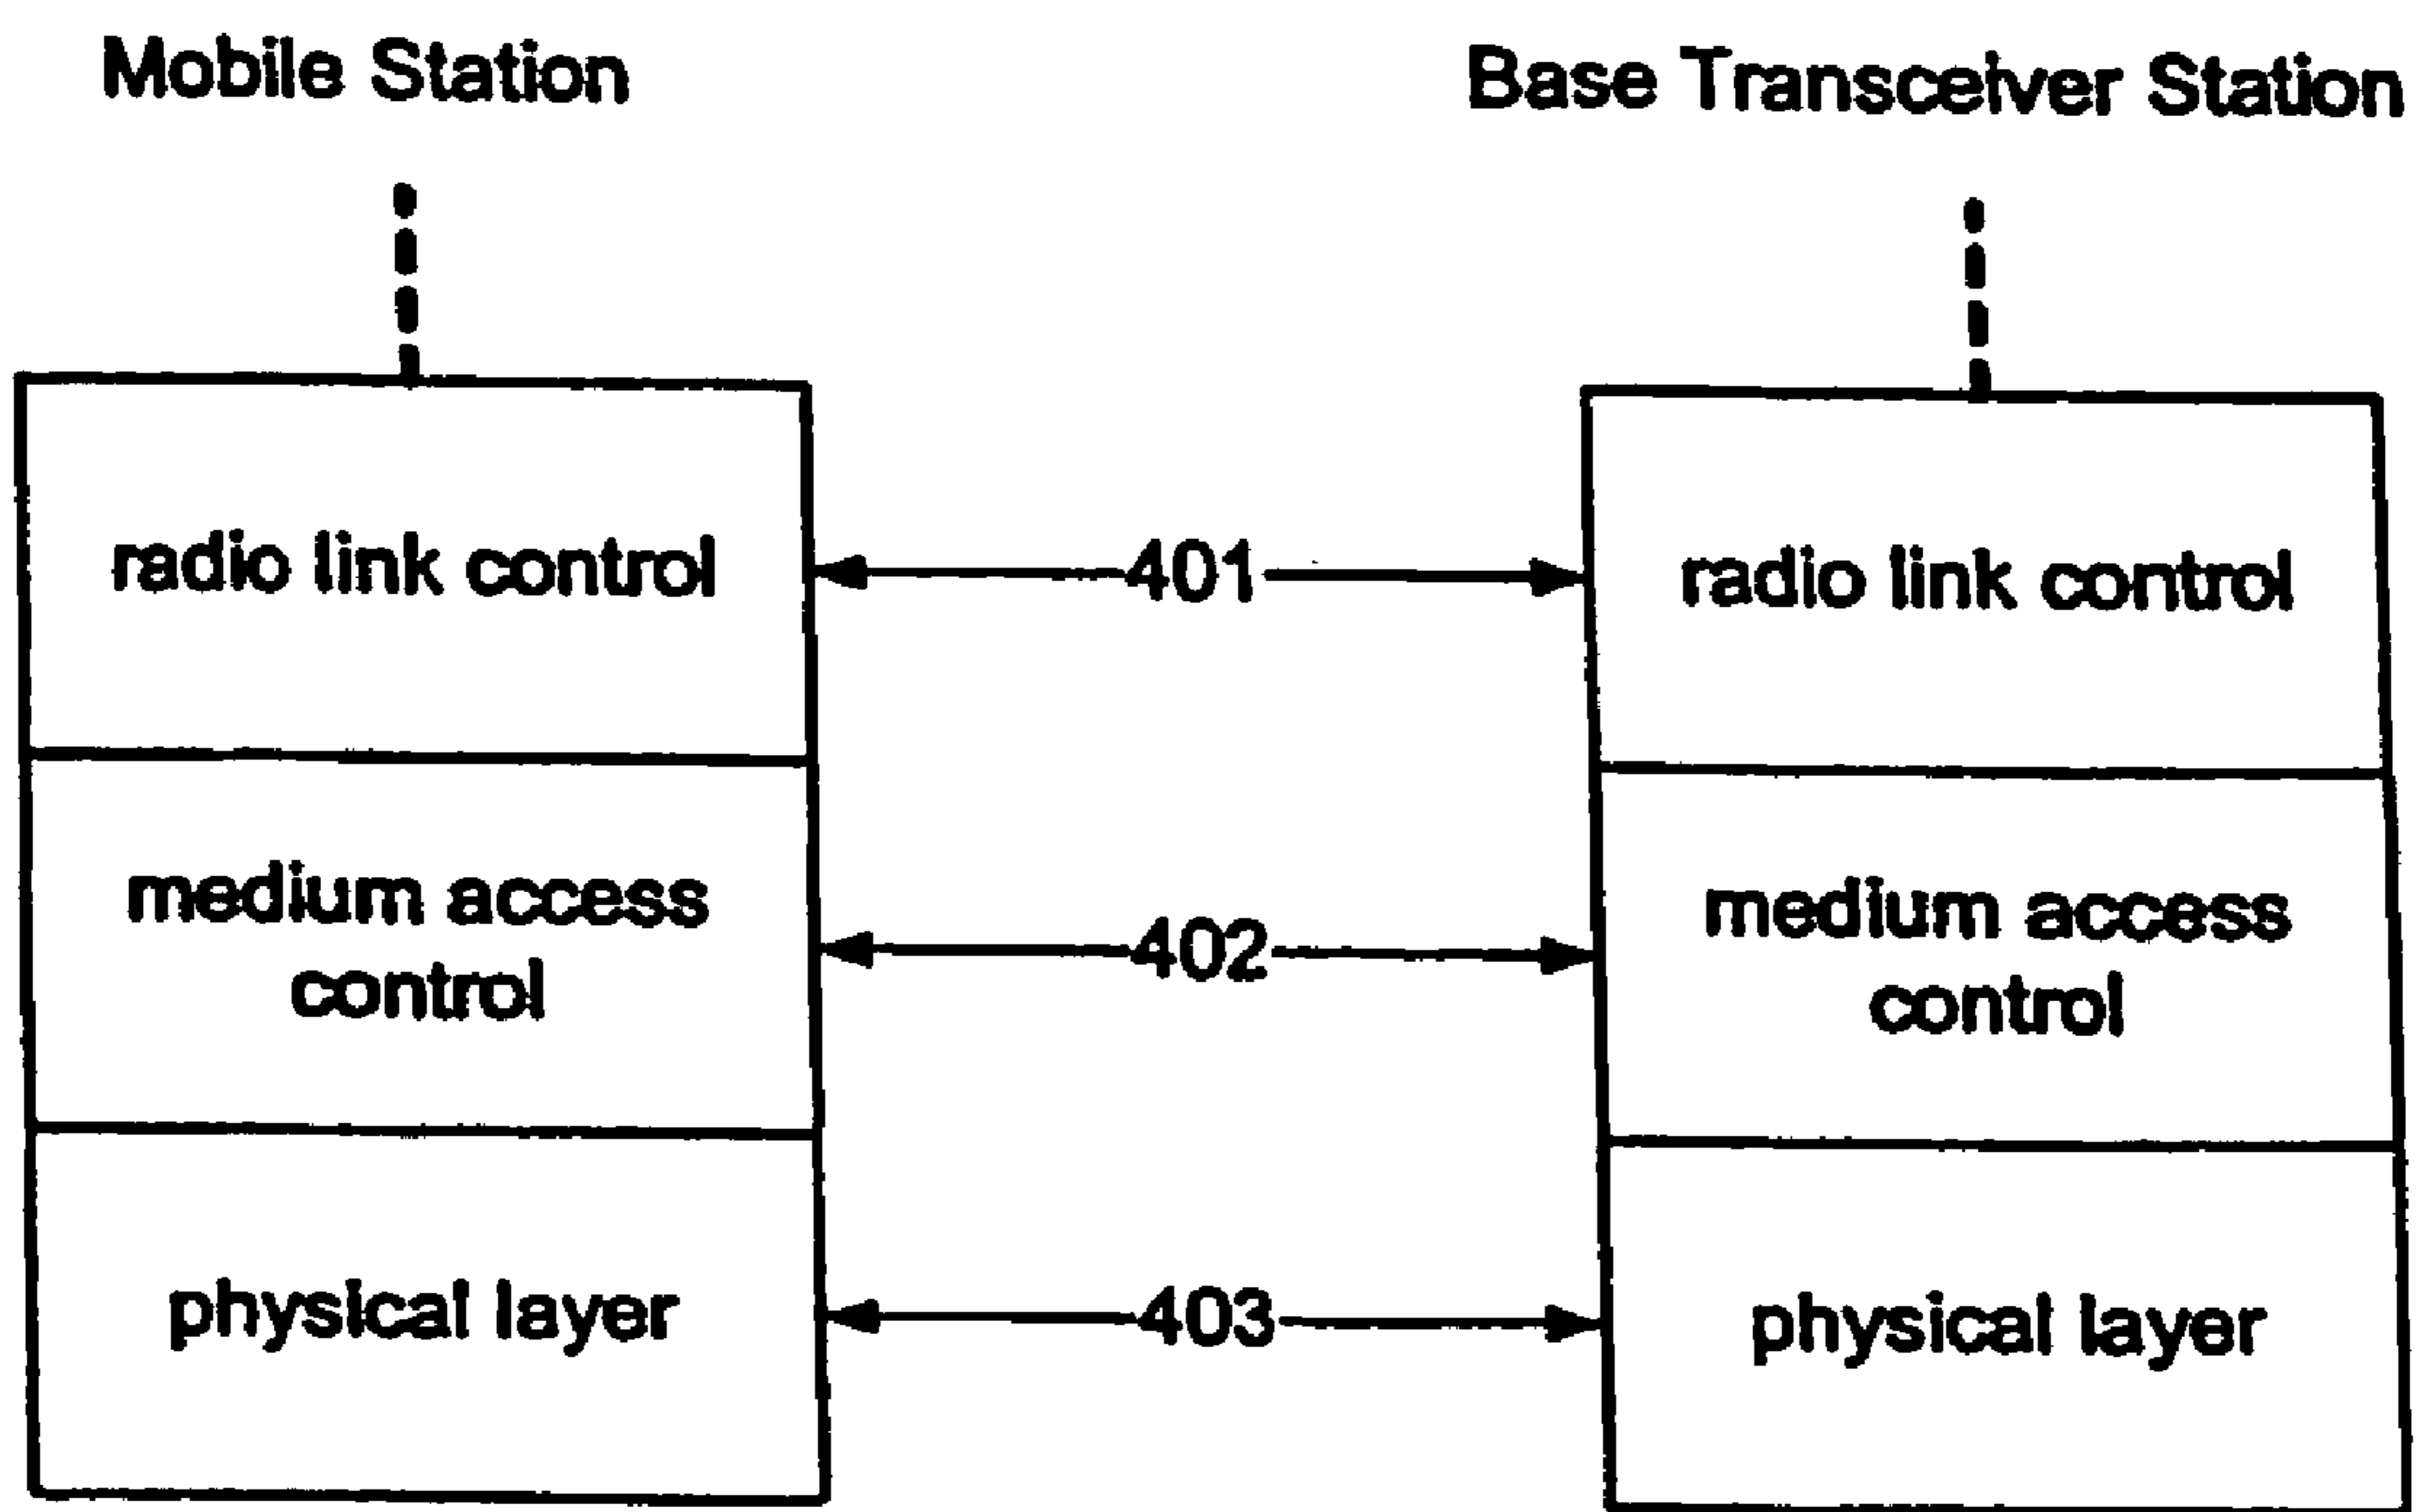 Mobile Station
Base Transceiver Station
radio link control
401
radio link control
medium access
control
402
medium access
control
physical layer
403
physical layer